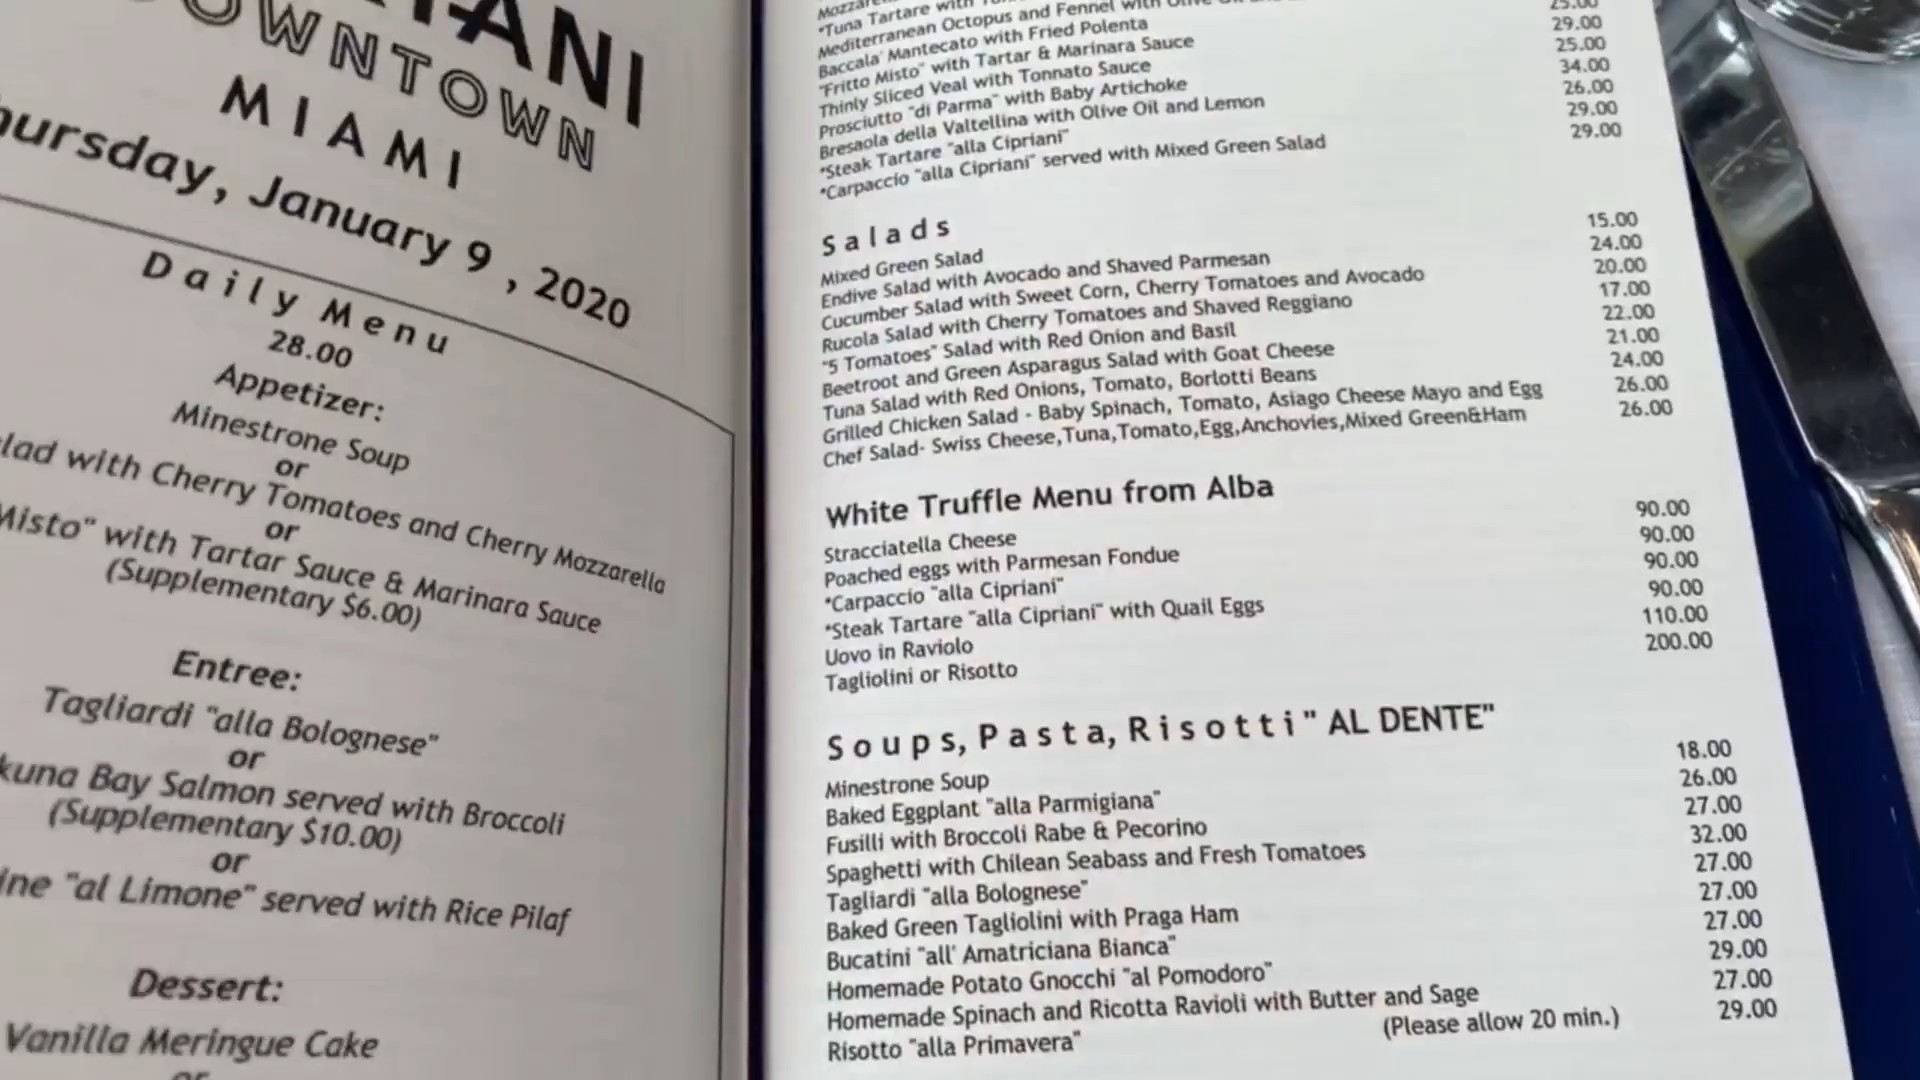 DOWNTOWN
MIAMI
January 9 , 2020
Daily Menu
28.00
Appetizer:
Minestrone Soup
or
with Cherry Tomatoes and Cherry Mozzarella
or
Misto" with Tartar Sauce & Marinara Sauce
(Supplementary $6.00)
Entree:
Tagliardi "alla Bolognese"
or
Bay Salmon served with Broccoli
(Supplementary $10.00)
or
"al Limone" served with Rice Pilaf
Dessert:
Vanilla Meringue Cake
or
*Tuna Tartare with
Mediterranean Octopus and Fennel with Olive Oil 25.00
Baccala' Mantecato with Fried Polenta 29.00
"Fritto Misto" with Tartar & Marinara Sauce 25.00
Thinly Sliced Veal with Tonnato Sauce 34.00
Prosciutto "di Parma" with Baby Artichoke 26.00
Bresaola della Valtellina with Olive Oil and Lemon 29.00
*Steak Tartare "alla Cipriani" 29.00
*Carpaccio "alla Cipriani" served with Mixed Green Salad
Salads
Mixed Green Salad 15.00
Endive Salad with Avocado and Shaved Parmesan 24.00
Cucumber Salad with Sweet Corn, Cherry Tomatoes and Avocado 20.00
Rucola Salad with Cherry Tomatoes and Shaved Reggiano 17.00
"5 Tomatoes" Salad with Red Onion and Basil 22.00
Beetroot and Green Asparagus Salad with Goat Cheese 21.00
Tuna Salad with Red Onions, Tomato, Borlotti Beans 24.00
Grilled Chicken Salad - Baby Spinach, Tomato, Asiago Cheese Mayo and Egg 26.00
Chef Salad- Swiss Cheese,Tuna,Tomato,Egg,Anchovies,Mixed Green&Ham 26.00
White Truffle Menu from Alba
Stracciatella Cheese 90.00
Poached eggs with Parmesan Fondue 90.00
*Carpaccio "alla Cipriani" 90.00
*Steak Tartare "alla Cipriani" with Quail Eggs 90.00
Uovo in Raviolo 110.00
Tagliolini or Risotto 200.00
Soups, Pasta, Risotti" AL DENTE"
Minestrone Soup 18.00
Baked Eggplant "alla Parmigiana" 26.00
Fusilli with Broccoli Rabe & Pecorino 27.00
Spaghetti with Chilean Seabass and Fresh Tomatoes 32.00
Tagliardi "alla Bolognese" 27.00
Baked Green Tagliolini with Praga Ham 27.00
Bucatini "all' Amatriciana Bianca" 27.00
Homemade Potato Gnocchi "al Pomodoro" 29.00
Homemade Spinach and Ricotta Ravioli with Butter and Sage 27.00
Risotto "alla Primavera" (Please allow 20 min.) 29.00